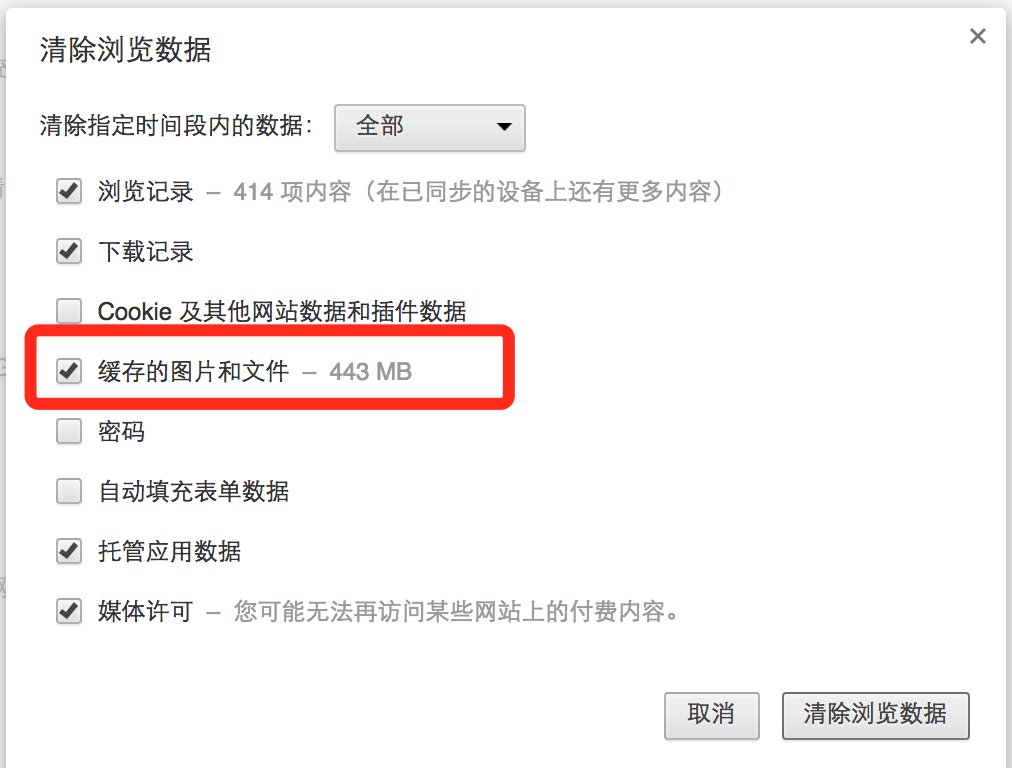 清除浏览数据
清除指定时间段内的数据： 全部
浏览记录 – 414 项内容（在已同步的设备上还有更多内容）
下载记录
Cookie 及其他网站数据和插件数据
缓存的图片和文件 – 443 MB
密码
自动填充表单数据
托管应用数据
媒体许可 – 您可能无法再访问某些网站上的付费内容。
取消 清除浏览数据